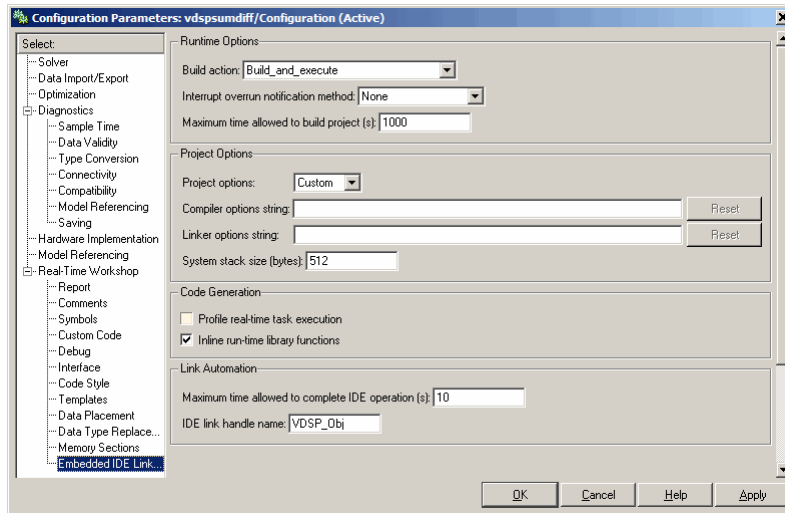 Configuration Parameters: vdspsumdiff/Configuration (Active)
Select:
Solver
Data Import/Export
Optimization
Diagnostics
Sample Time
Data Validity
Type Conversion
Connectivity
Compatibility
Model Referencing
Saving
Hardware Implementation
Model Referencing
Real-Time Workshop
Report
Comments
Symbols
Custom Code
Debug
Interface
Code Style
Templates
Data Placement
Data Type Replace...
Memory Sections
Embedded IDE Link...
Runtime Options
Build action: Build_and_execute
Interrupt overrun notification method: None
Maximum time allowed to build project (s): 1000
Project Options
Project options: Custom
Compiler options string: Reset
Linker options string: Reset
System stack size (bytes): 512
Code Generation
Profile real-time task execution
Inline run-time library functions
Link Automation
Maximum time allowed to complete IDE operation (s): 10
IDE link handle name: VDSP_Obj
OK Cancel Help Apply